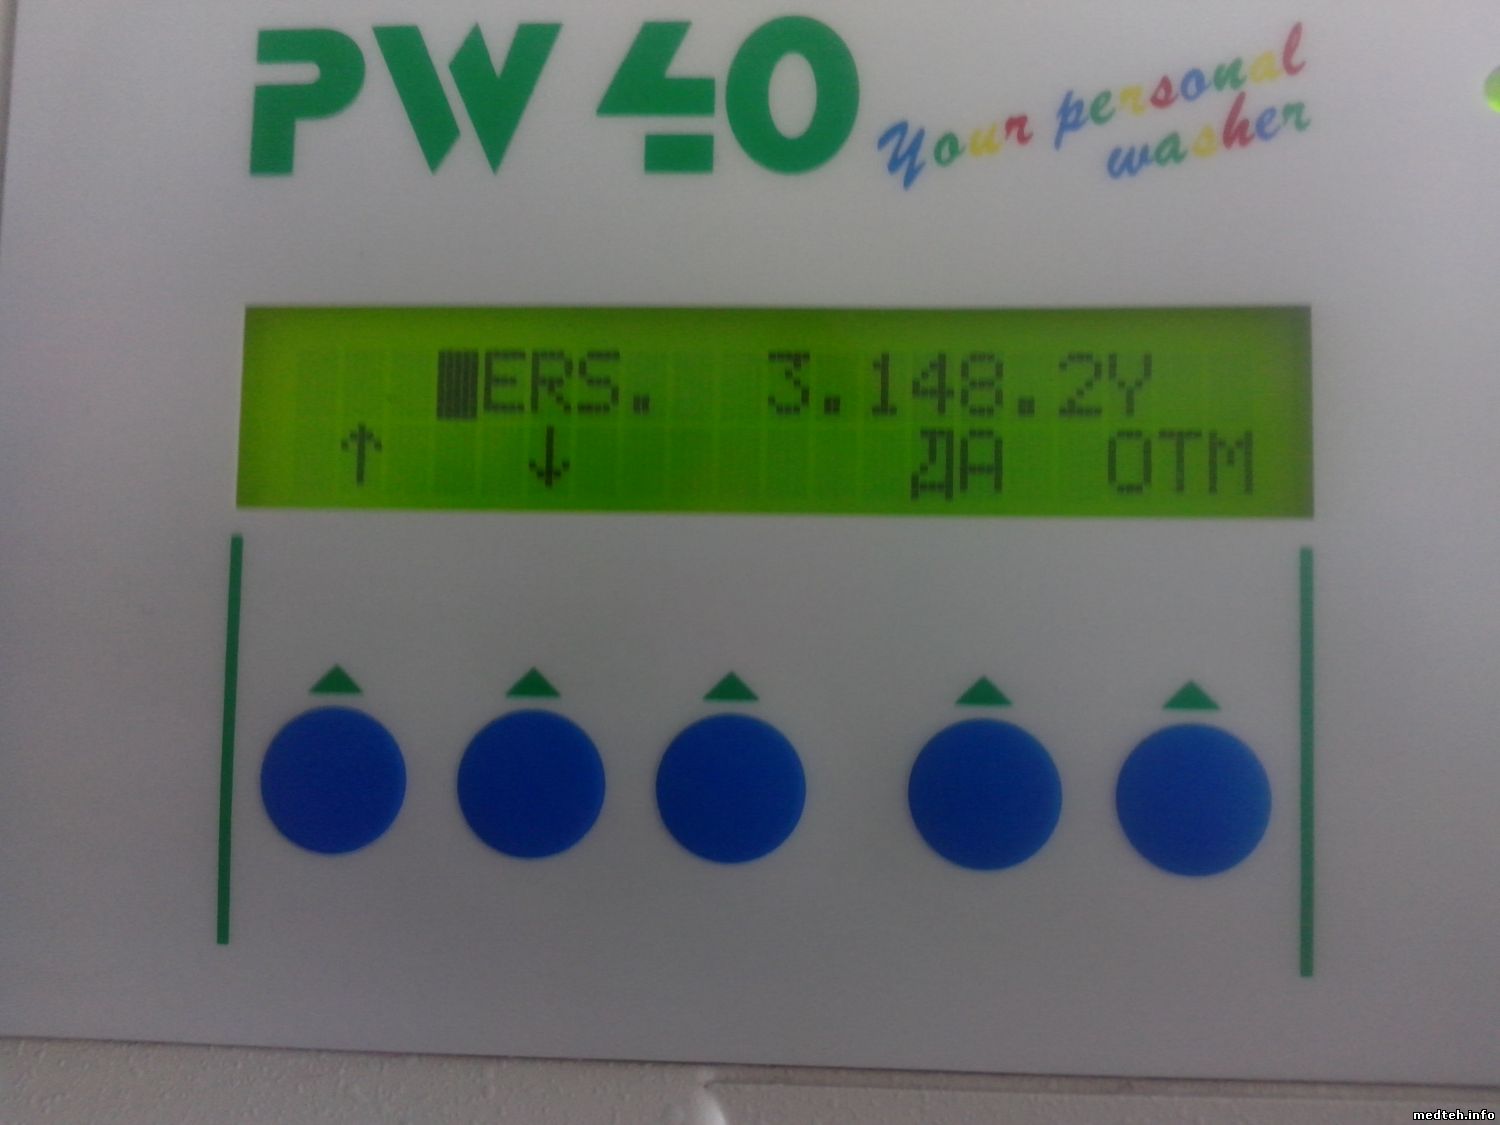 PW 40
Your personal
washer
ERS. 3.148.2Y
↑ ↓ ДА ОТМ
medteh.info